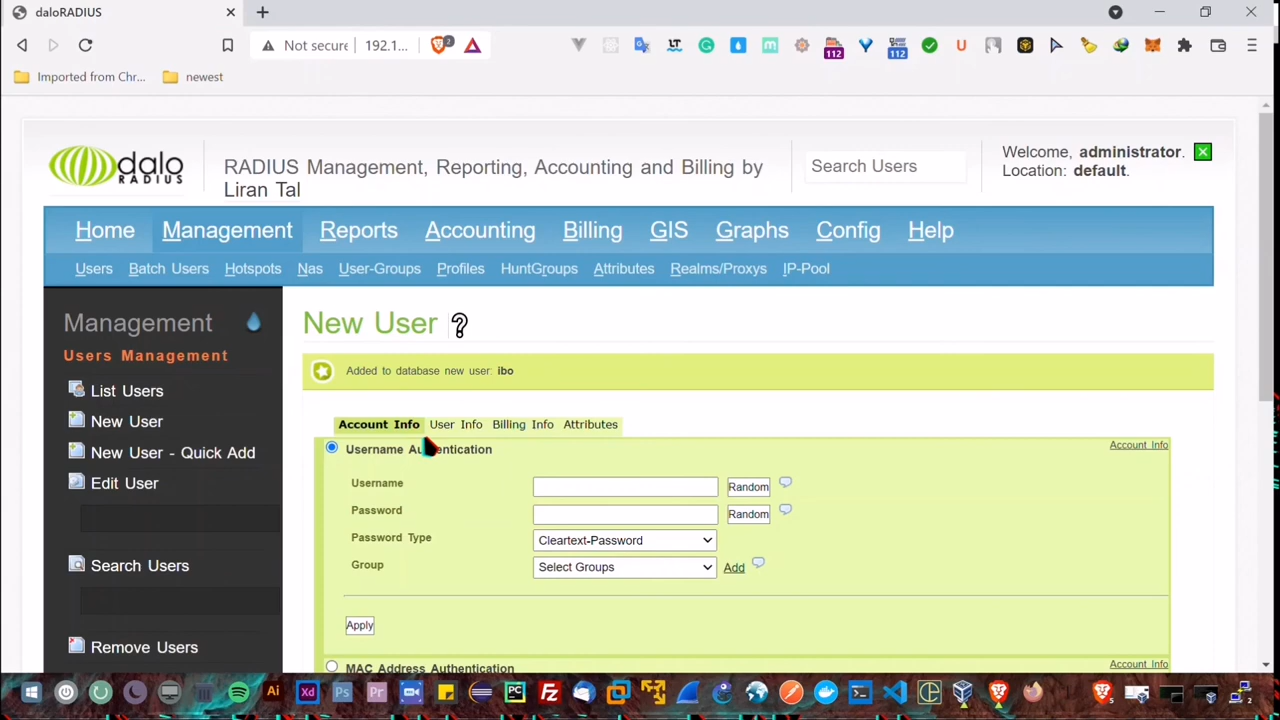 daloRADIUS
Not secure 192.1...
2
112
112
Imported from Chr...
newest
dalo
RADIUS
RADIUS Management, Reporting, Accounting and Billing by
Liran Tal
Search Users
Welcome, administrator.
Location: default.
Home Management Reports Accounting Billing GIS Graphs Config Help
Users Batch Users Hotspots Nas User-Groups Profiles HuntGroups Attributes Realms/Proxys IP-Pool
Management
Users Management
List Users
New User
New User - Quick Add
Edit User
Search Users
Remove Users
New User ?
Added to database new user: ibo
Account Info User Info Billing Info Attributes
Account Info
Username Authentication
Username
Random
Password
Random
Password Type
Cleartext-Password
Group
Select Groups
Add
Apply
MAC Address Authentication
Account Info